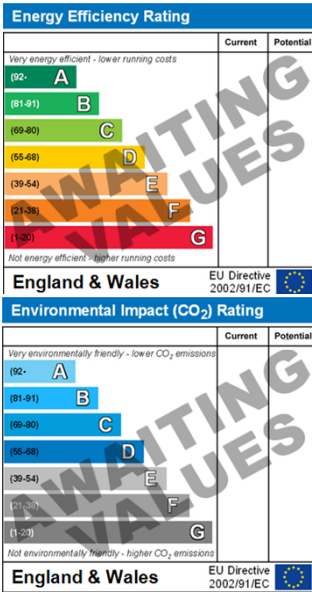 Energy Efficiency Rating
Current Potential
Very energy efficient - lower running costs
(92- A
(81-91) B
(69-80) C
(55-68) D
(39-54) E
(21-38) F
(1-20) G
Not energy efficient - higher running costs
AWAITING
VALUES
England & Wales
EU Directive
2002/91/EC
Environmental Impact (CO2) Rating
Current Potential
Very environmentally friendly - lower CO2 emissions
(92- A
(81-91) B
(69-80) C
(55-68) D
(39-54) E
(21-38) F
(1-20) G
Not environmentally friendly - higher CO2 emissions
AWAITING
VALUES
England & Wales
EU Directive
2002/91/EC